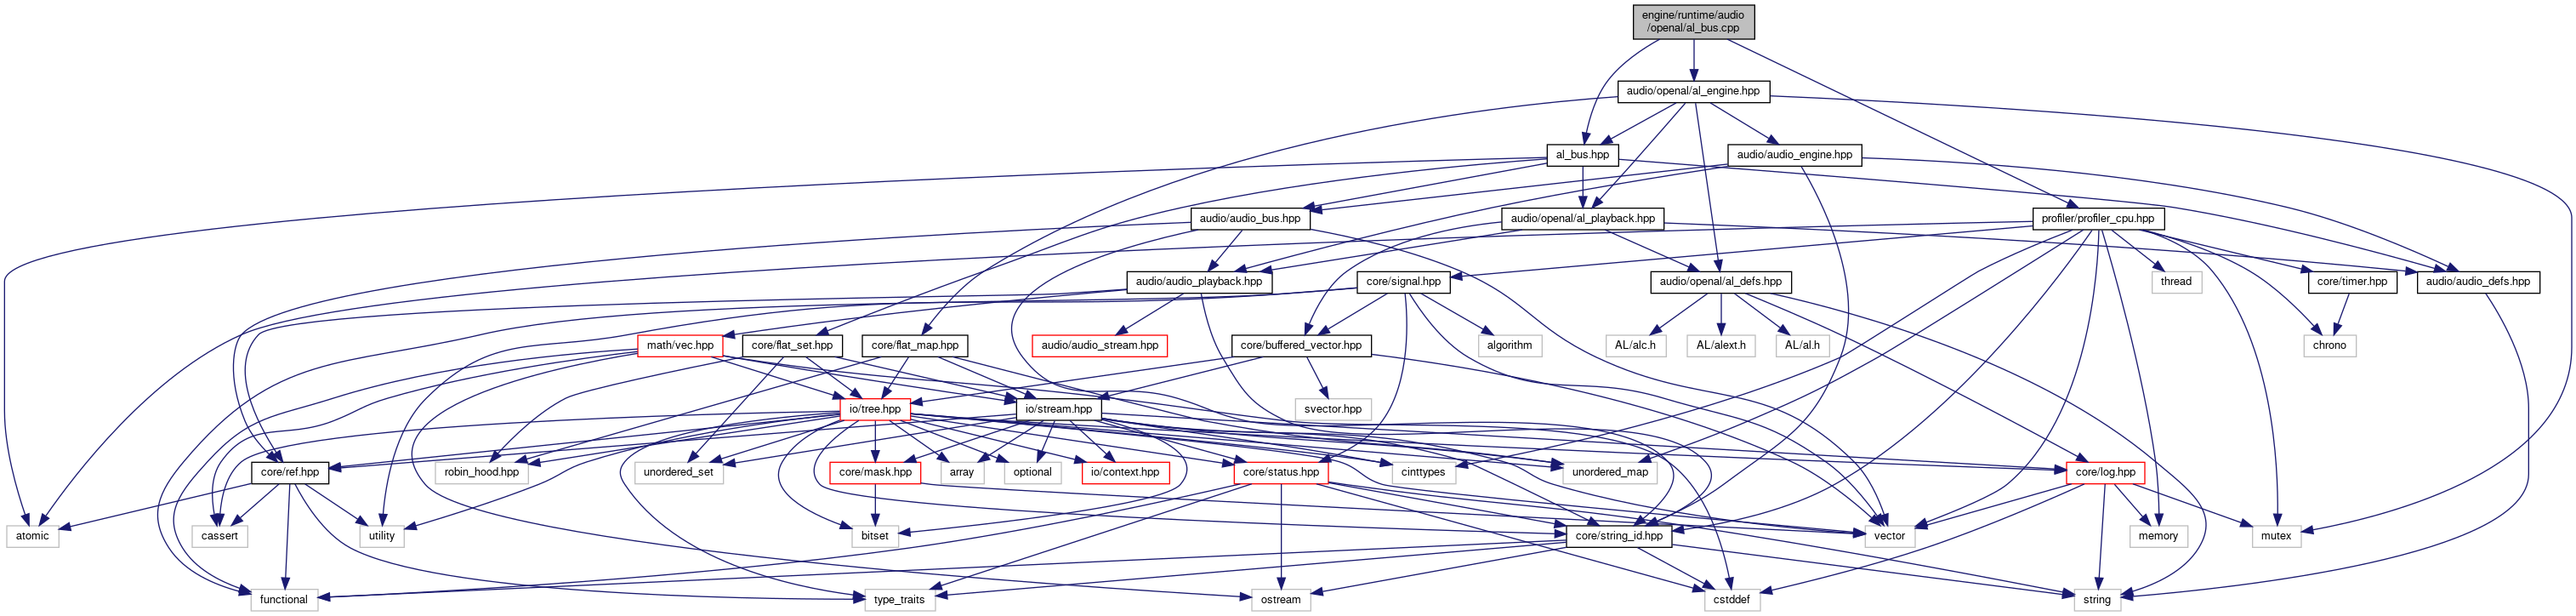 engine/runtime/audio
/openal/al_bus.cpp
audio/openal/al_engine.hpp
al_bus.hpp
audio/audio_engine.hpp
audio/audio_bus.hpp
audio/openal/al_playback.hpp
profiler/profiler_cpu.hpp
audio/audio_playback.hpp
core/signal.hpp
audio/openal/al_defs.hpp
thread
core/timer.hpp
audio/audio_defs.hpp
math/vec.hpp
core/flat_set.hpp
core/flat_map.hpp
audio/audio_stream.hpp
core/buffered_vector.hpp
algorithm
AL/alc.h
AL/alext.h
AL/al.h
chrono
io/tree.hpp
io/stream.hpp
svector.hpp
core/ref.hpp
robin_hood.hpp
unordered_set
core/mask.hpp
array
optional
io/context.hpp
core/status.hpp
cinttypes
unordered_map
core/log.hpp
atomic
cassert
utility
bitset
core/string_id.hpp
vector
memory
mutex
functional
type_traits
ostream
cstddef
string